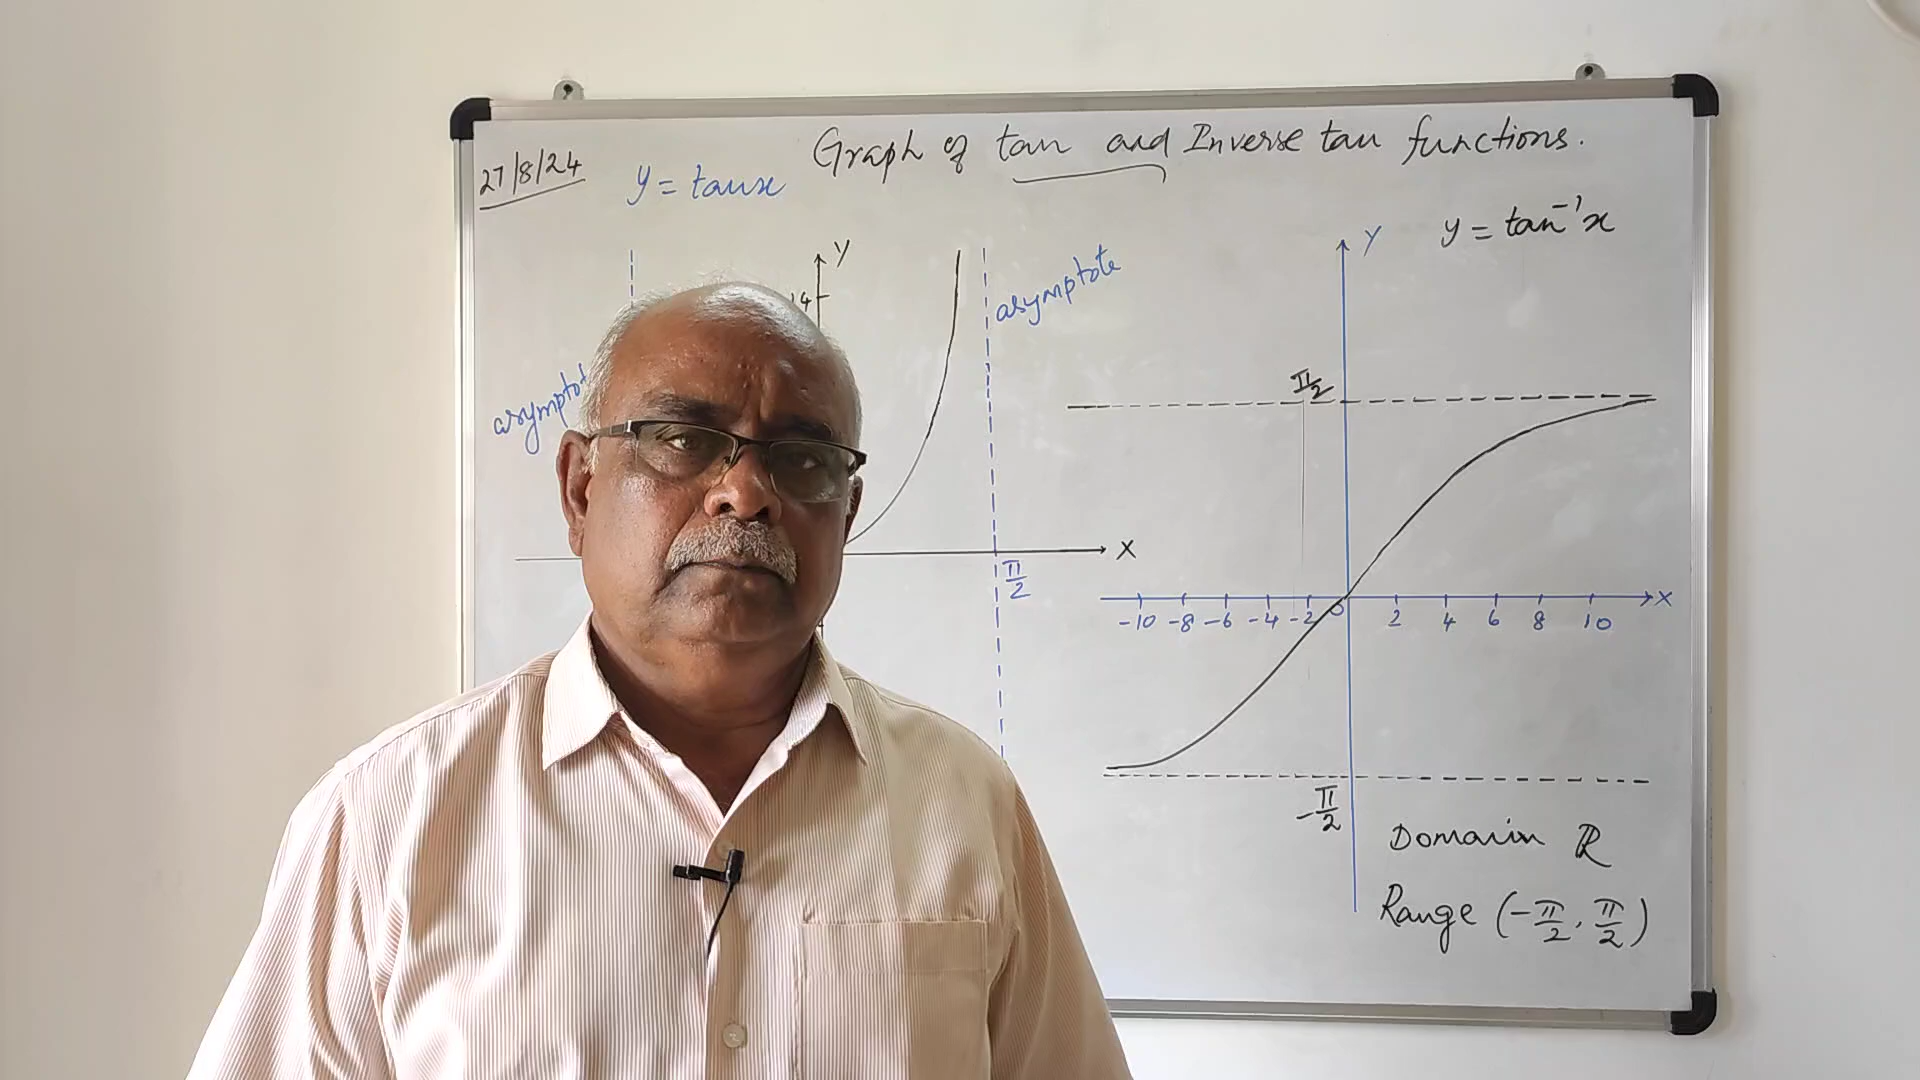 Graph of tan and Inverse tan functions.
27/8/24
y = tanx
y = tan⁻¹x
Y
4
asymptote
X
π/2
Y
π/2
-10 -8 -6 -4 -2 0 2 4 6 8 10 X
-π/2
Domain ℝ
Range (-π/2, π/2)